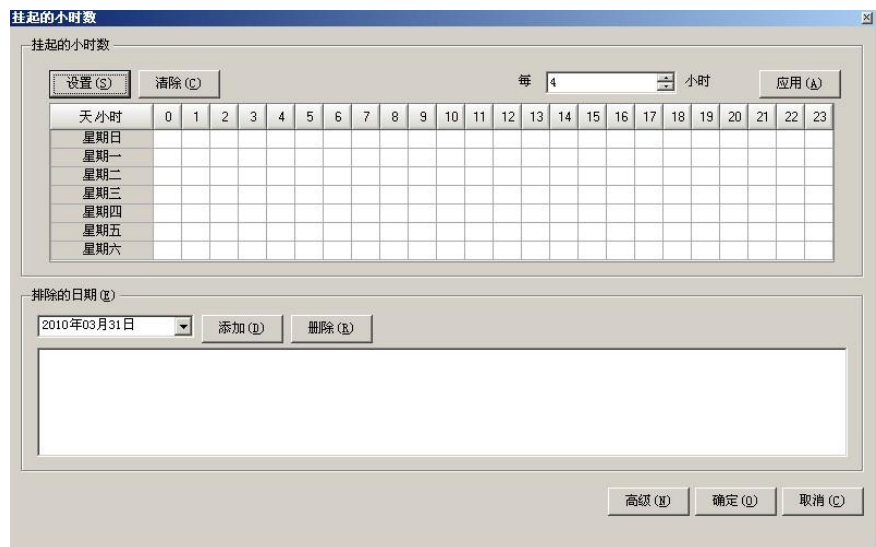 挂起的小时数
挂起的小时数
设置(S) 清除(C) 每 4 小时 应用(A)
天小时 0 1 2 3 4 5 6 7 8 9 10 11 12 13 14 15 16 17 18 19 20 21 22 23
星期日
星期一
星期二
星期三
星期四
星期五
星期六
排除的日期(E)
2010年03月31日 添加(D) 删除(R)
高级(N) 确定(O) 取消(C)